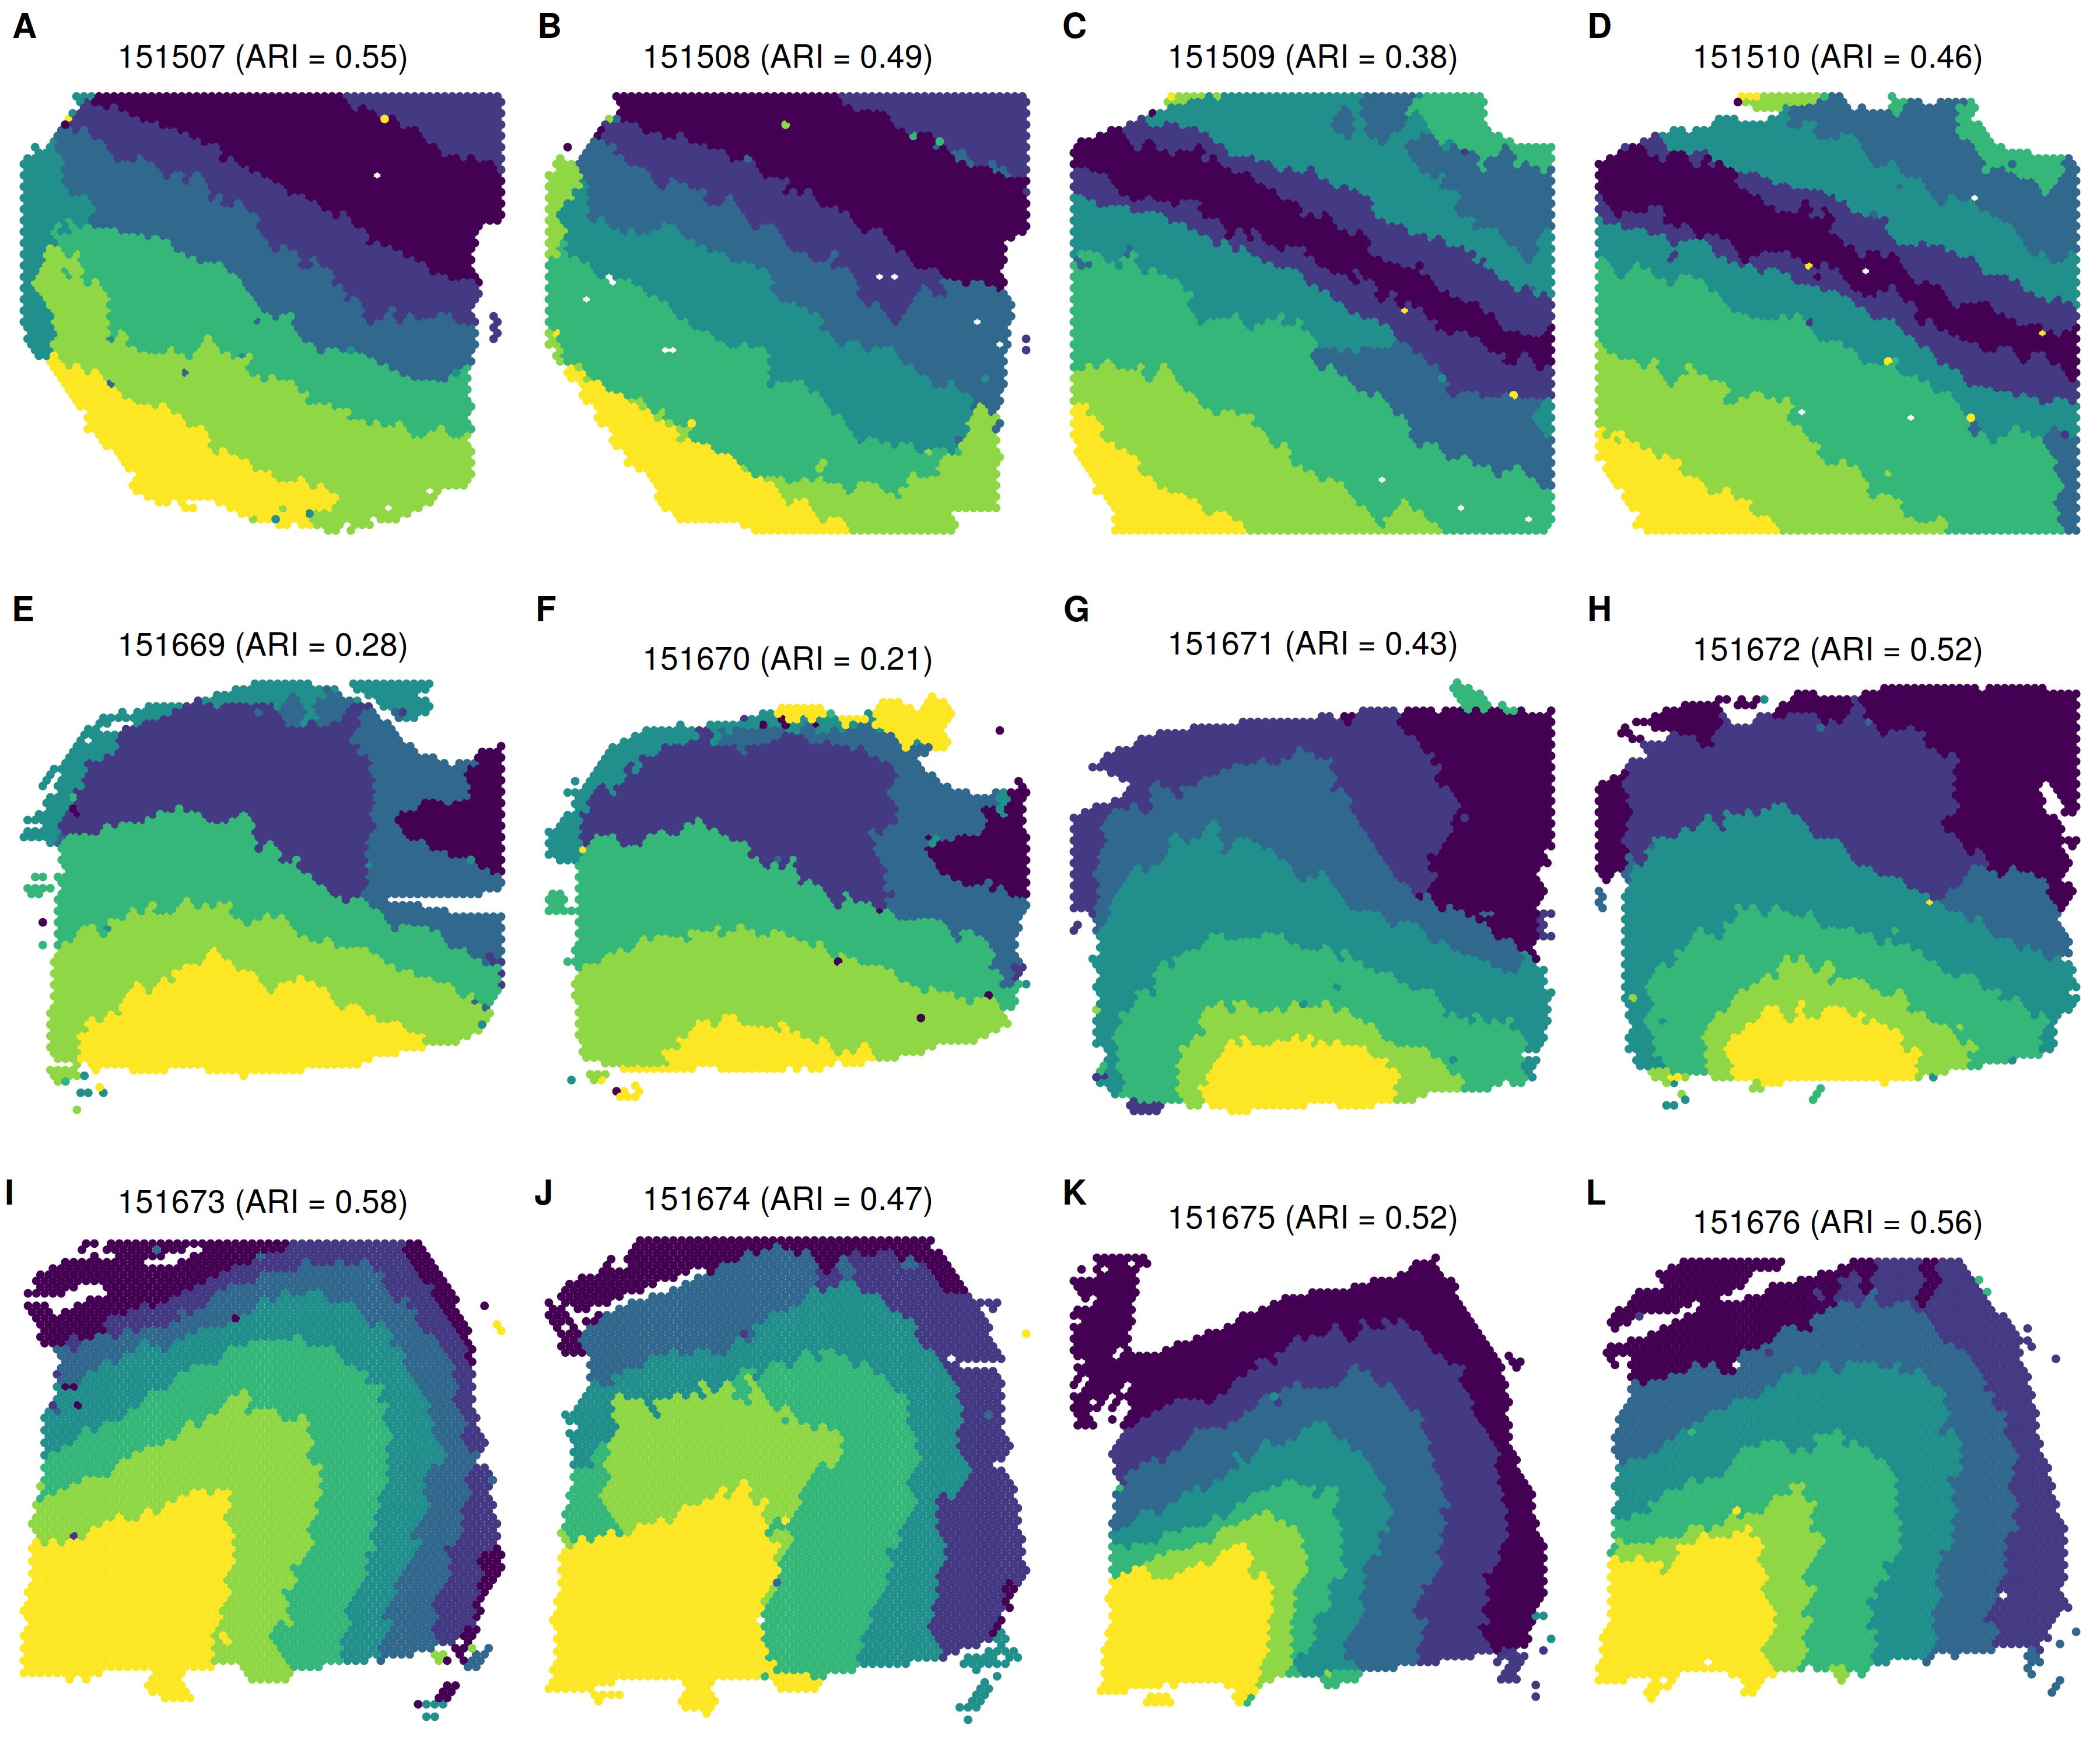 A
151507 (ARI = 0.55)
B
151508 (ARI = 0.49)
C
151509 (ARI = 0.38)
D
151510 (ARI = 0.46)
E
151669 (ARI = 0.28)
F
151670 (ARI = 0.21)
G
151671 (ARI = 0.43)
H
151672 (ARI = 0.52)
I
151673 (ARI = 0.58)
J
151674 (ARI = 0.47)
K
151675 (ARI = 0.52)
L
151676 (ARI = 0.56)